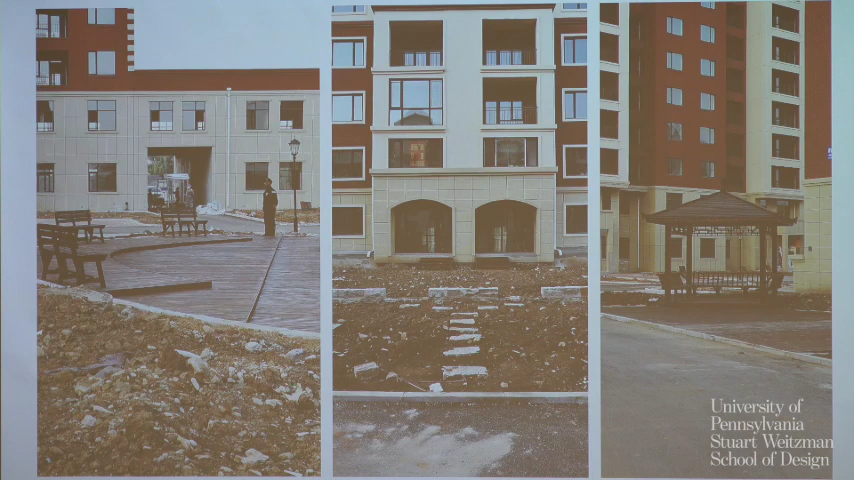 University of
Pennsylvania
Stuart Weitzman
School of Design